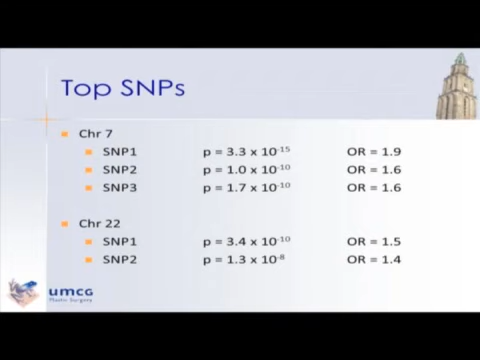 Top SNPs
Chr 7
SNP1 p = 3.3 x 10⁻¹⁵ OR = 1.9
SNP2 p = 1.0 x 10⁻¹⁰ OR = 1.6
SNP3 p = 1.7 x 10⁻¹⁰ OR = 1.6
Chr 22
SNP1 p = 3.4 x 10⁻¹⁰ OR = 1.5
SNP2 p = 1.3 x 10⁻⁸ OR = 1.4
umcg
Plastic Surgery